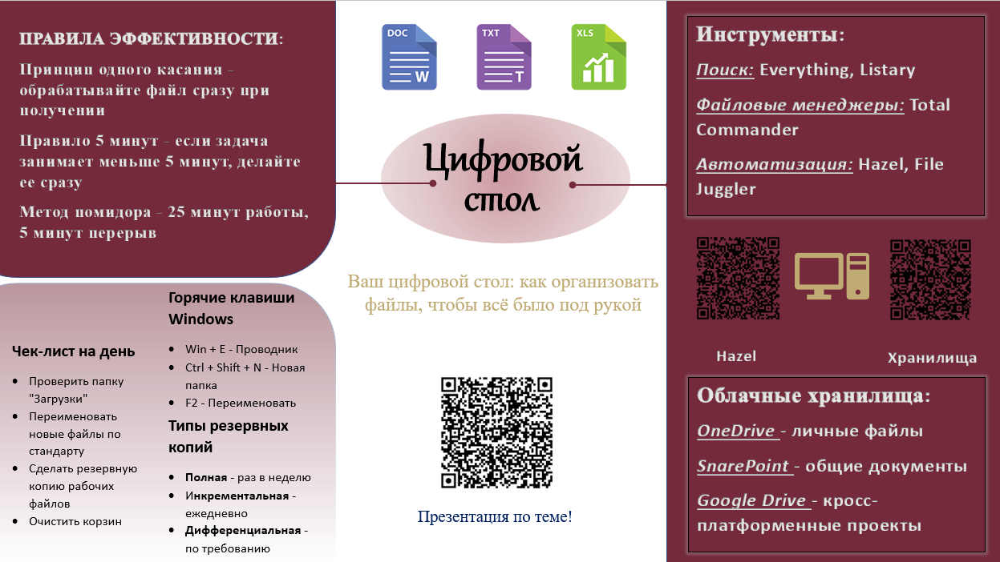 ПРАВИЛА ЭФФЕКТИВНОСТИ:
Принцип одного касания –
обрабатывайте файл сразу при
получении
Правило 5 минут – если задача
занимает меньше 5 минут, делайте
ее сразу
Метод помидора – 25 минут работы,
5 минут перерыв
Чек-лист на день
• Проверить папку
"Загрузки"
• Переименовать
новые файлы по
стандарту
• Сделать резервную
копию рабочих
файлов
• Очистить корзин
Горячие клавиши
Windows
• Win + E - Проводник
• Ctrl + Shift + N - Новая
папка
• F2 - Переименовать
Типы резервных
копий
• Полная - раз в неделю
• Инкрементальная -
ежедневно
• Дифференциальная -
по требованию
DOC
W
TXT
T
XLS
Цифровой
стол
Ваш цифровой стол: как организовать
файлы, чтобы всё было под рукой
Презентация по теме!
Инструменты:
Поиск: Everything, Listary
Файловые менеджеры: Total
Commander
Автоматизация: Hazel, File
Juggler
Hazel
Хранилища
Облачные хранилища:
OneDrive - личные файлы
SnarePoint - общие документы
Google Drive - кросс-
платформенные проекты